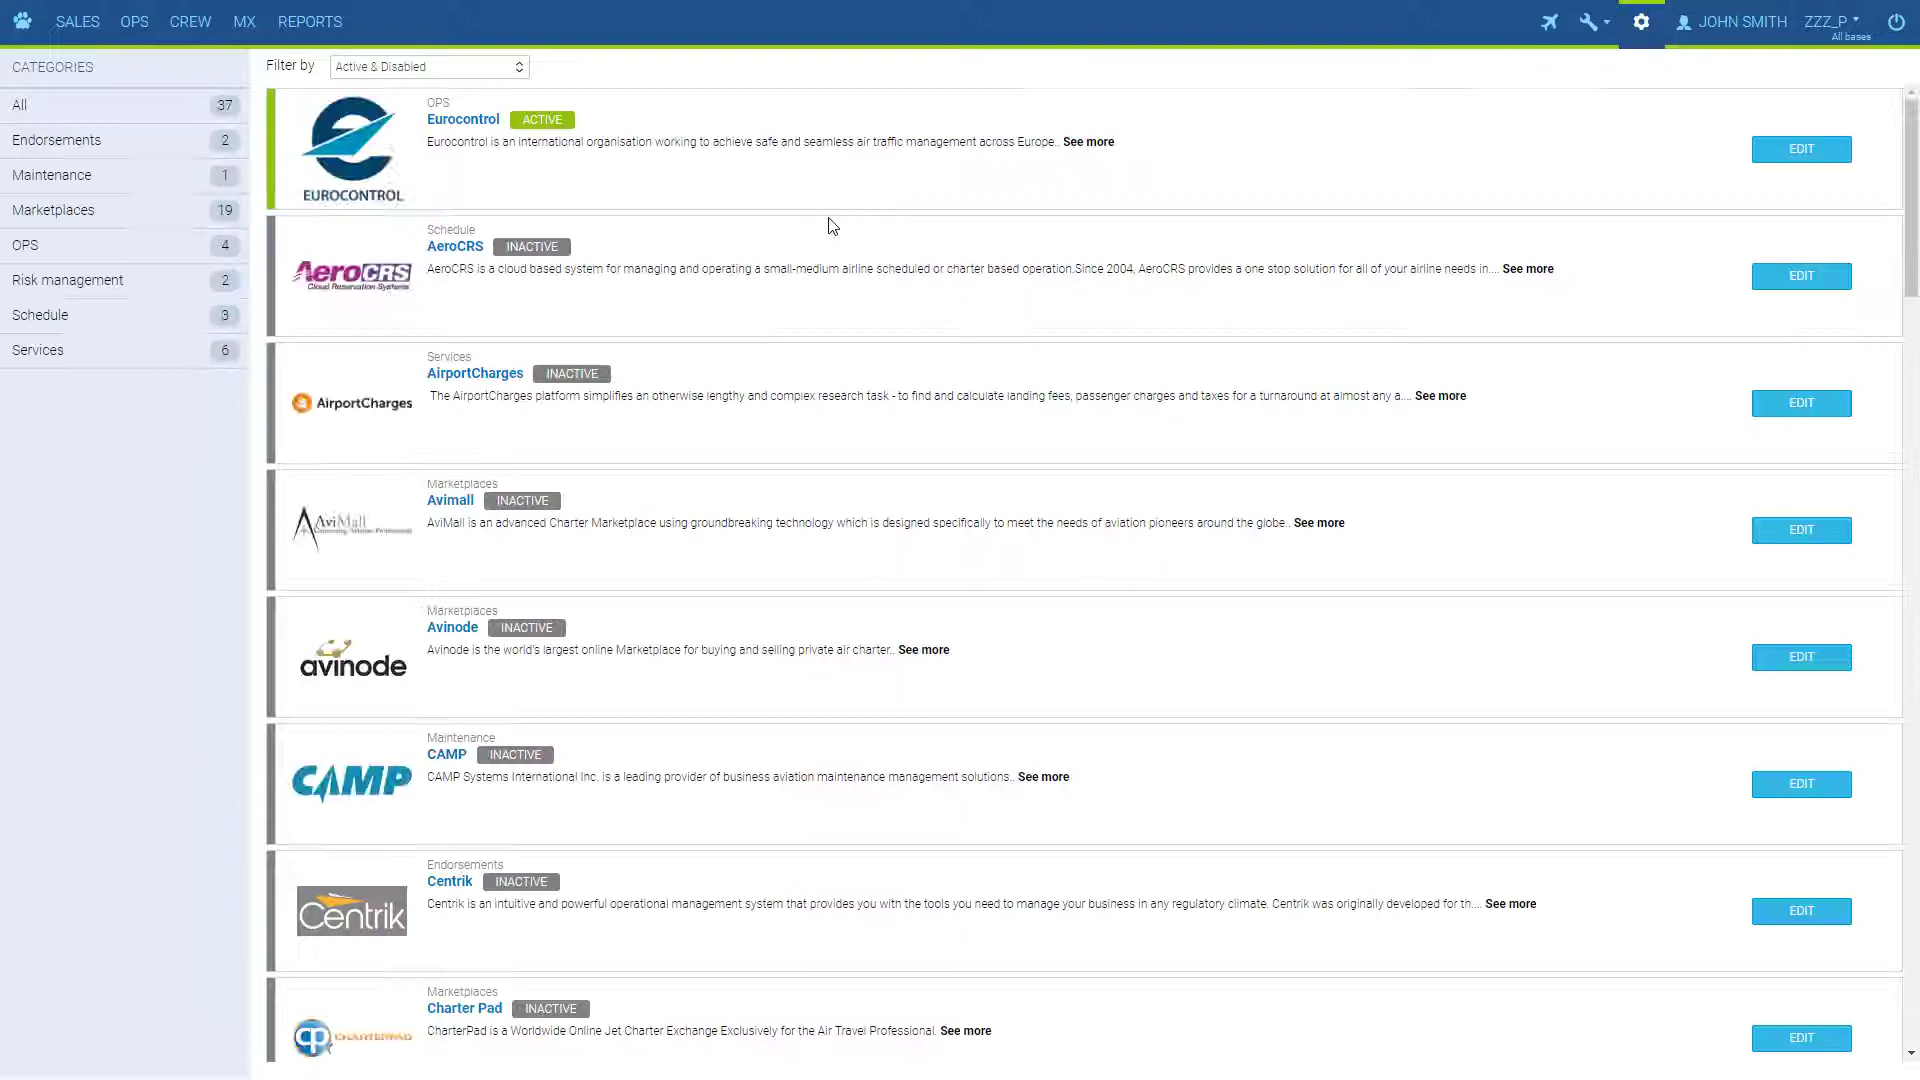 SALES OPS CREW MX REPORTS JOHN SMITH ZZZ_P
All bases
CATEGORIES
All 37
Endorsements 2
Maintenance 1
Marketplaces 19
OPS 4
Risk management 2
Schedule 3
Services 6
Filter by Active & Disabled
EUROCONTROL
OPS
Eurocontrol ACTIVE
Eurocontrol is an international organisation working to achieve safe and seamless air traffic management across Europe.. See more
EDIT
AeroCRS
Cloud Reservation Systems
Schedule
AeroCRS INACTIVE
AeroCRS is a cloud based system for managing and operating a small-medium airline scheduled or charter based operation.Since 2004, AeroCRS provides a one stop solution for all of your airline needs in.... See more
EDIT
AirportCharges
Services
AirportCharges INACTIVE
The AirportCharges platform simplifies an otherwise lengthy and complex research task - to find and calculate landing fees, passenger charges and taxes for a turnaround at almost any a.... See more
EDIT
AviMall
Marketplaces
Avimall INACTIVE
AviMall is an advanced Charter Marketplace using groundbreaking technology which is designed specifically to meet the needs of aviation pioneers around the globe.. See more
EDIT
avinode
Marketplaces
Avinode INACTIVE
Avinode is the world's largest online Marketplace for buying and selling private air charter.. See more
EDIT
CAMP
Maintenance
CAMP INACTIVE
CAMP Systems International Inc. is a leading provider of business aviation maintenance management solutions.. See more
EDIT
Centrik
Endorsements
Centrik INACTIVE
Centrik is an intuitive and powerful operational management system that provides you with the tools you need to manage your business in any regulatory climate. Centrik was originally developed for th.... See more
EDIT
cp CHARTERPAD
Marketplaces
Charter Pad INACTIVE
CharterPad is a Worldwide Online Jet Charter Exchange Exclusively for the Air Travel Professional. See more
EDIT